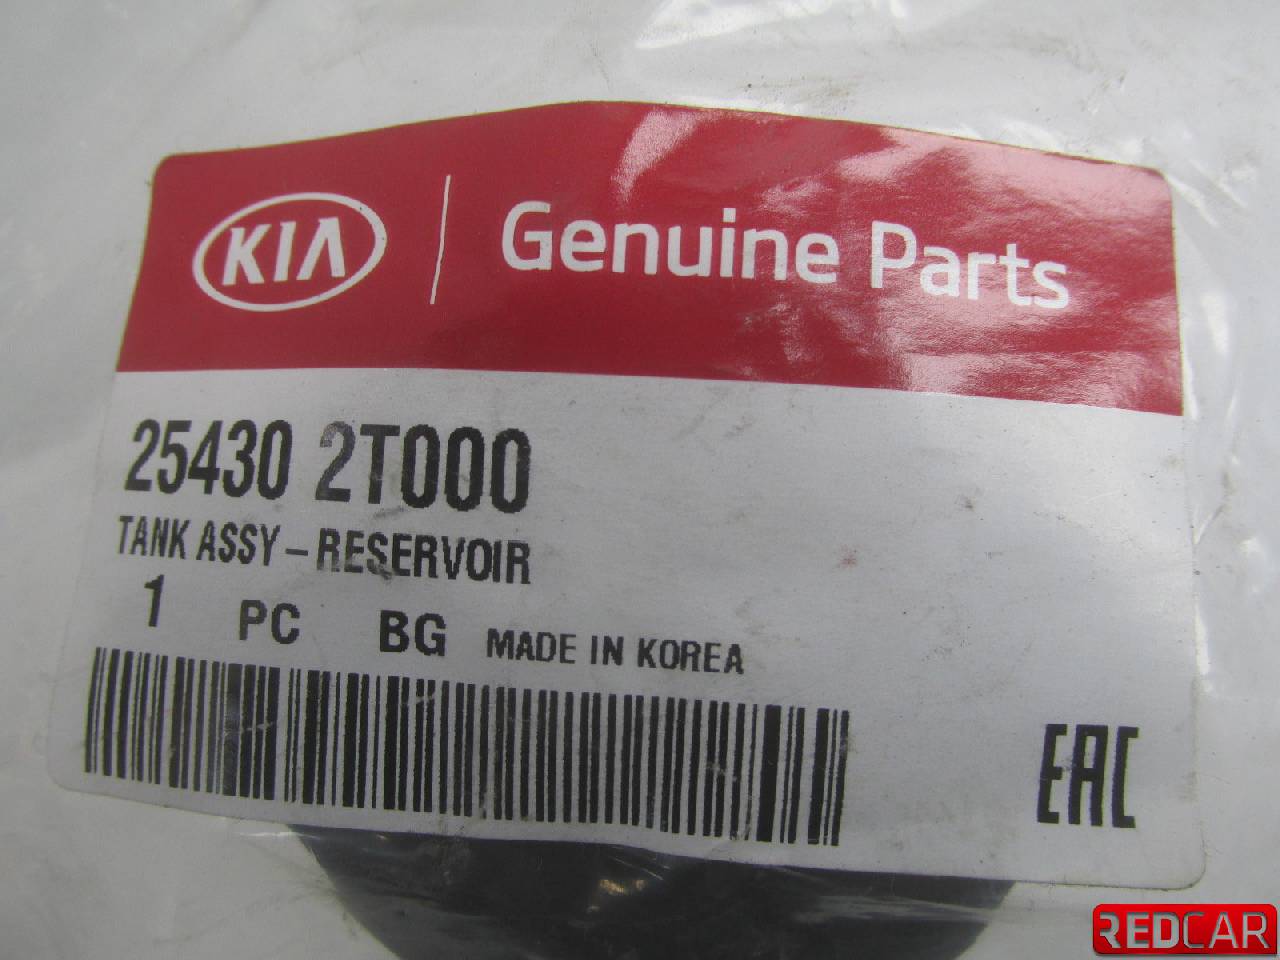 KIA
Genuine Parts
25430 2T000
TANK ASSY-RESERVOIR
1 PC BG MADE IN KOREA
EAC
REDCAR